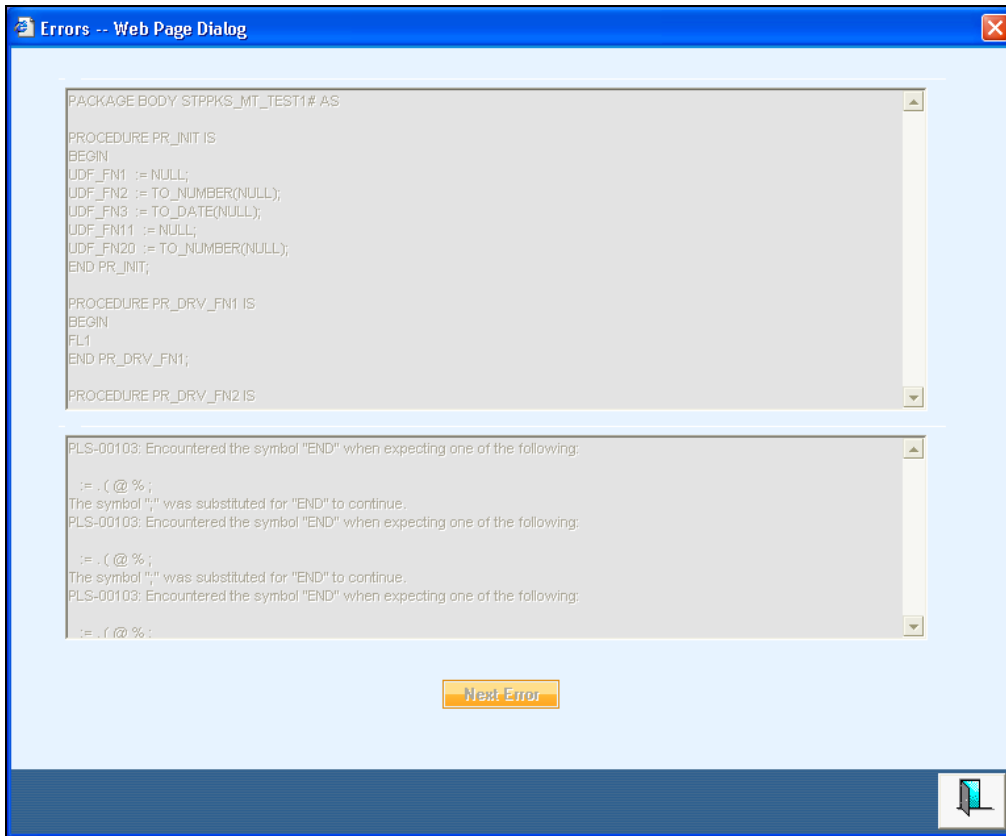 Errors -- Web Page Dialog
PACKAGE BODY STPPKS_MT_TEST1# AS
PROCEDURE PR_INIT IS
BEGIN
UDF_FN1 := NULL;
UDF_FN2 := TO_NUMBER(NULL);
UDF_FN3 := TO_DATE(NULL);
UDF_FN11 := NULL;
UDF_FN20 := TO_NUMBER(NULL);
END PR_INIT;
PROCEDURE PR_DRV_FN1 IS
BEGIN
FL1
END PR_DRV_FN1;
PROCEDURE PR_DRV_FN2 IS
PLS-00103: Encountered the symbol "END" when expecting one of the following:
:= . ( @ % ;
The symbol ";" was substituted for "END" to continue.
PLS-00103: Encountered the symbol "END" when expecting one of the following:
:= . ( @ % ;
The symbol ";" was substituted for "END" to continue.
PLS-00103: Encountered the symbol "END" when expecting one of the following:
:= . ( @ % ;
Next Error